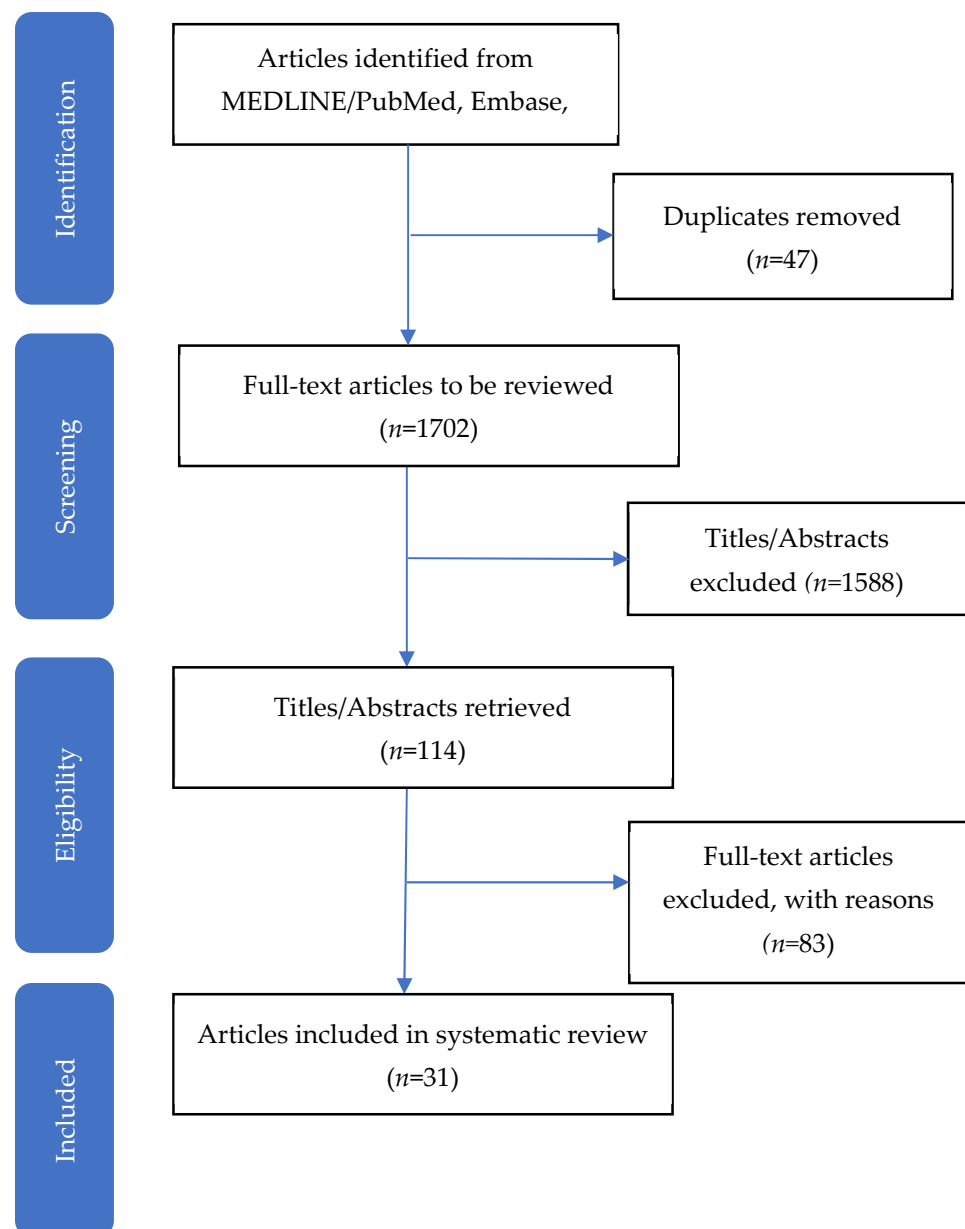 Identification
Articles identified from
MEDLINE/PubMed, Embase,
Duplicates removed
(n=47)
Screening
Full-text articles to be reviewed
(n=1702)
Titles/Abstracts
excluded (n=1588)
Eligibility
Titles/Abstracts retrieved
(n=114)
Full-text articles
excluded, with reasons
(n=83)
Included
Articles included in systematic review
(n=31)